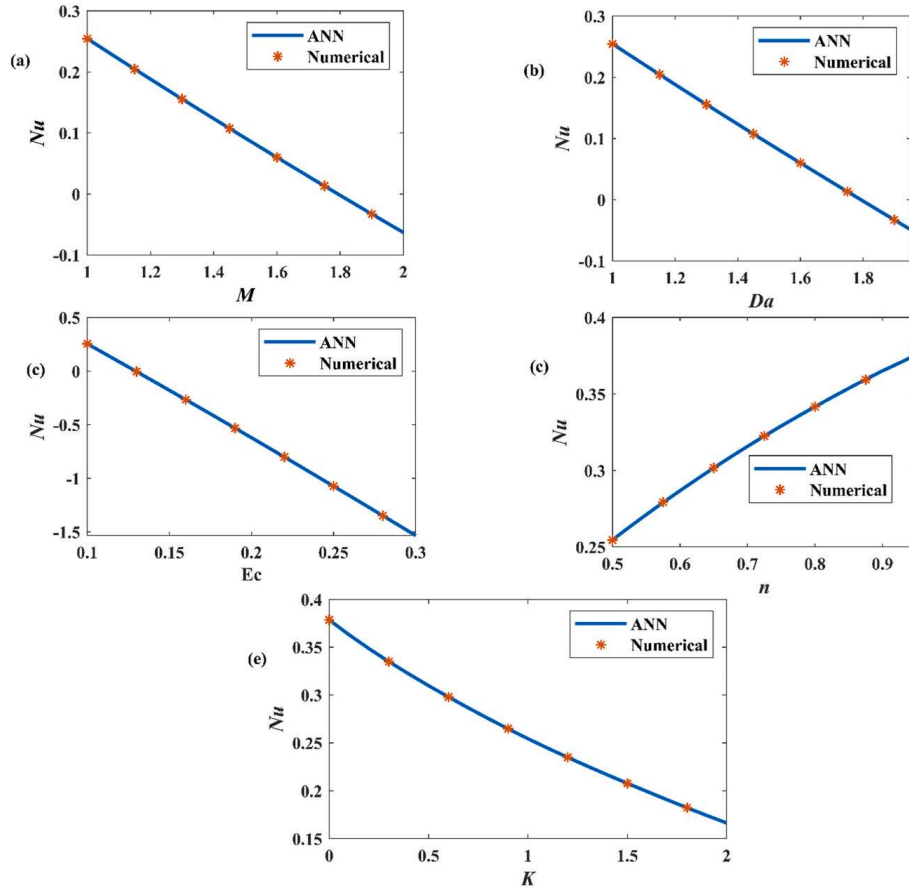 (a)
0.3
0.2
0.1
0
-0.1
Nu
ANN
Numerical
1 1.2 1.4 1.6 1.8 2
M
(b)
0.3
0.2
0.1
0
-0.1
Nu
ANN
Numerical
1 1.2 1.4 1.6 1.8
Da
(c)
0.5
0
-0.5
-1
-1.5
Nu
ANN
Numerical
0.1 0.15 0.2 0.25 0.3
Ec
(c)
0.4
0.35
0.3
0.25
Nu
ANN
Numerical
0.5 0.6 0.7 0.8 0.9
n
(e)
0.4
0.35
0.3
0.25
0.2
0.15
Nu
ANN
Numerical
0 0.5 1 1.5 2
K